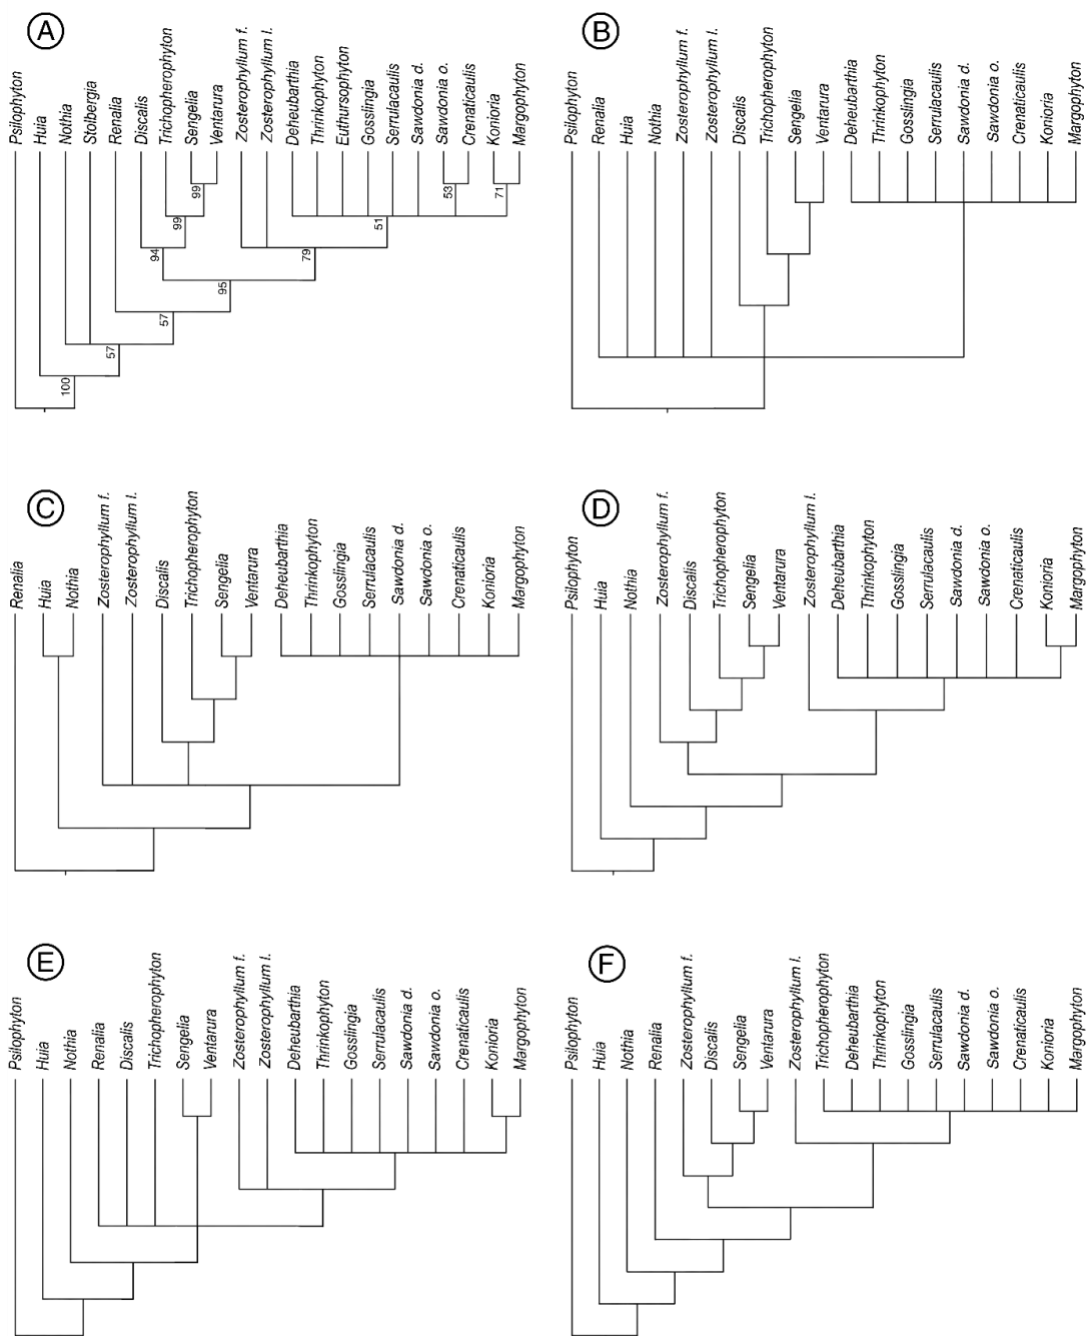 A
Psilophyton
Huia
Nothia
Stolbergia
Renalia
Discalis
Trichopherophyton
Sengelia
Ventarura
Zosterophyllum f.
Zosterophyllum l.
Deheubarthia
Thrinkophyton
Euthursophyton
Gosslingia
Serrulacaulis
Sawdonia d.
Sawdonia o.
Crenaticaulis
Konioria
Margophyton
99
53
71
99
51
94
79
95
57
57
100
B
Psilophyton
Renalia
Huia
Nothia
Zosterophyllum f.
Zosterophyllum l.
Discalis
Trichopherophyton
Sengelia
Ventarura
Deheubarthia
Thrinkophyton
Gosslingia
Serrulacaulis
Sawdonia d.
Sawdonia o.
Crenaticaulis
Konioria
Margophyton
C
Renalia
Huia
Nothia
Zosterophyllum f.
Zosterophyllum l.
Discalis
Trichopherophyton
Sengelia
Ventarura
Deheubarthia
Thrinkophyton
Gosslingia
Serrulacaulis
Sawdonia d.
Sawdonia o.
Crenaticaulis
Konioria
Margophyton
D
Psilophyton
Huia
Nothia
Zosterophyllum f.
Discalis
Trichopherophyton
Sengelia
Ventarura
Zosterophyllum l.
Deheubarthia
Thrinkophyton
Gosslingia
Serrulacaulis
Sawdonia d.
Sawdonia o.
Crenaticaulis
Konioria
Margophyton
E
Psilophyton
Huia
Nothia
Renalia
Discalis
Trichopherophyton
Sengelia
Ventarura
Zosterophyllum f.
Zosterophyllum l.
Deheubarthia
Thrinkophyton
Gosslingia
Serrulacaulis
Sawdonia d.
Sawdonia o.
Crenaticaulis
Konioria
Margophyton
F
Psilophyton
Huia
Nothia
Renalia
Zosterophyllum f.
Discalis
Sengelia
Ventarura
Zosterophyllum l.
Trichopherophyton
Deheubarthia
Thrinkophyton
Gosslingia
Serrulacaulis
Sawdonia d.
Sawdonia o.
Crenaticaulis
Konioria
Margophyton